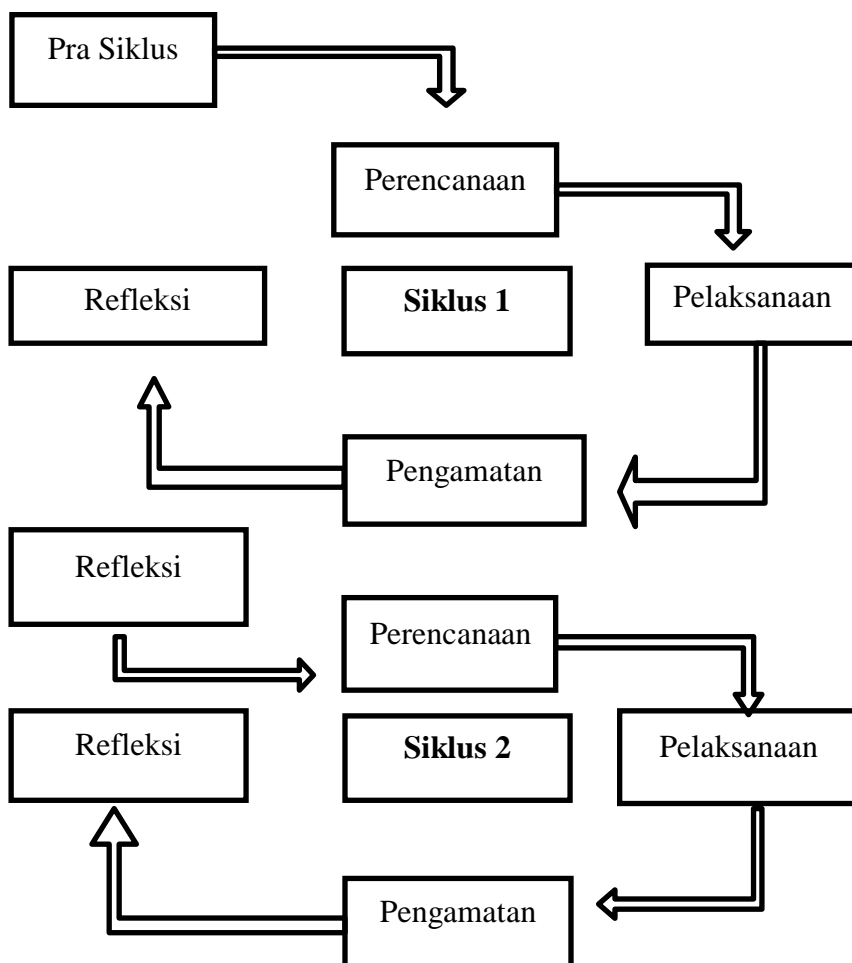 Pra Siklus
Perencanaan
Refleksi
Siklus 1
Pelaksanaan
Pengamatan
Refleksi
Perencanaan
Refleksi
Siklus 2
Pelaksanaan
Pengamatan